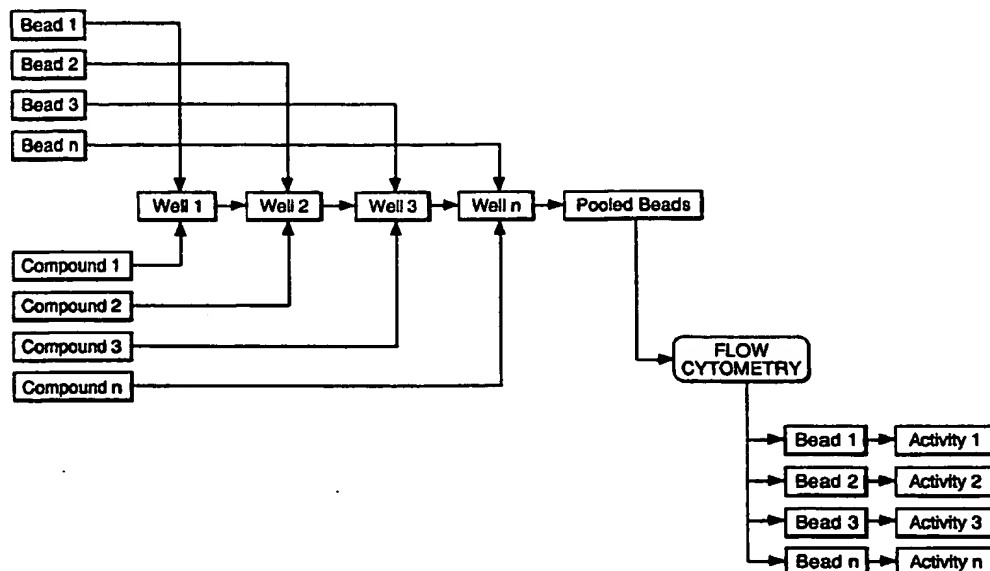 Bead 1
Bead 2
Bead 3
Bead n
Well 1
Well 2
Well 3
Well n
Pooled Beads
Compound 1
Compound 2
Compound 3
Compound n
FLOW
CYTOMETRY
Bead 1
Activity 1
Bead 2
Activity 2
Bead 3
Activity 3
Bead n
Activity n